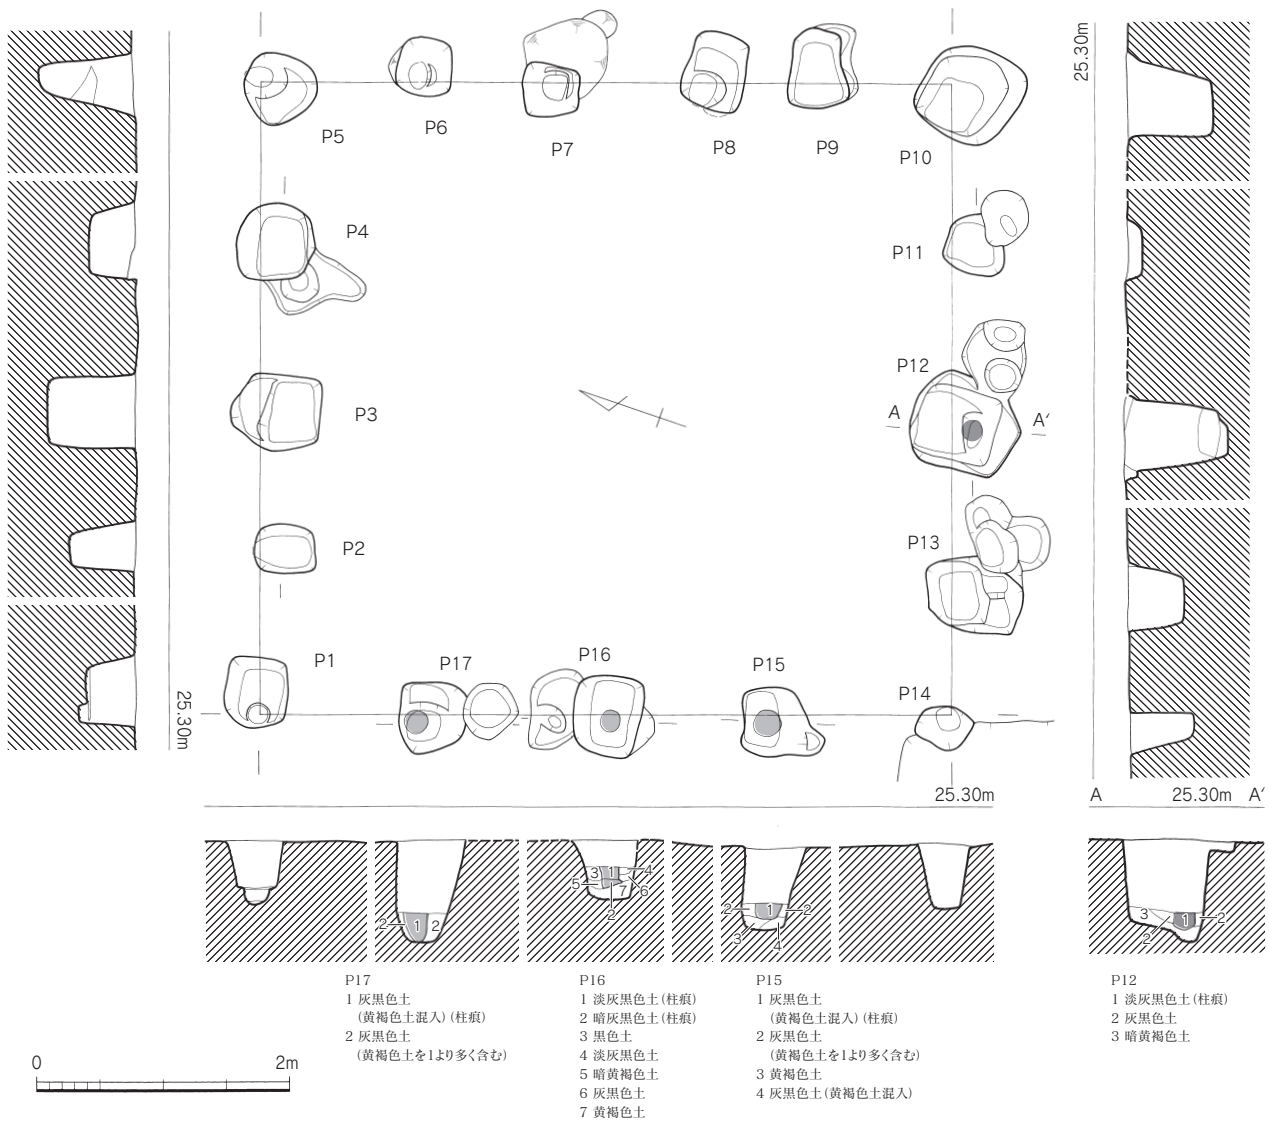 25.30m
P5
P6
P7
P8
P9
P10
P4
P11
P3
P12
A
A′
P2
P13
P1
P17
P16
P15
P14
25.30m
25.30m
A
25.30m
A′
2
1
2
3
1
4
5
7
6
2
2
1
2
3
4
3
2
1
2
P17
1 灰黒色土
(黄褐色土混入)(柱痕)
2 灰黒色土
(黄褐色土を1より多く含む)
P16
1 淡灰黒色土(柱痕)
2 暗灰黒色土(柱痕)
3 黒色土
4 淡灰黒色土
5 暗黄褐色土
6 灰黒色土
7 黄褐色土
P15
1 灰黒色土
(黄褐色土混入)(柱痕)
2 灰黒色土
(黄褐色土を1より多く含む)
3 黄褐色土
4 灰黒色土(黄褐色土混入)
P12
1 淡灰黒色土(柱痕)
2 灰黒色土
3 暗黄褐色土
0
2m